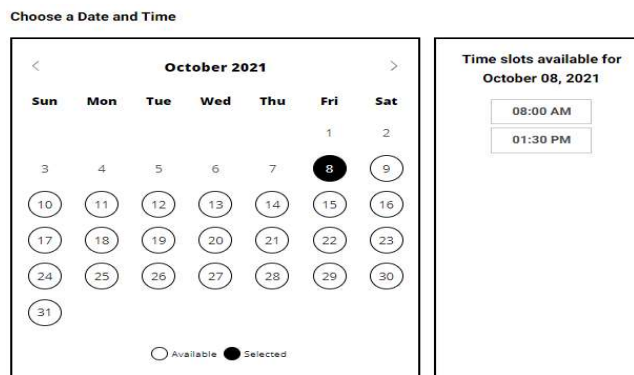 Choose a Date and Time
< October 2021 >
Sun Mon Tue Wed Thu Fri Sat
1 2
3 4 5 6 7 8 9
10 11 12 13 14 15 16
17 18 19 20 21 22 23
24 25 26 27 28 29 30
31
Available Selected
Time slots available for
October 08, 2021
08:00 AM
01:30 PM